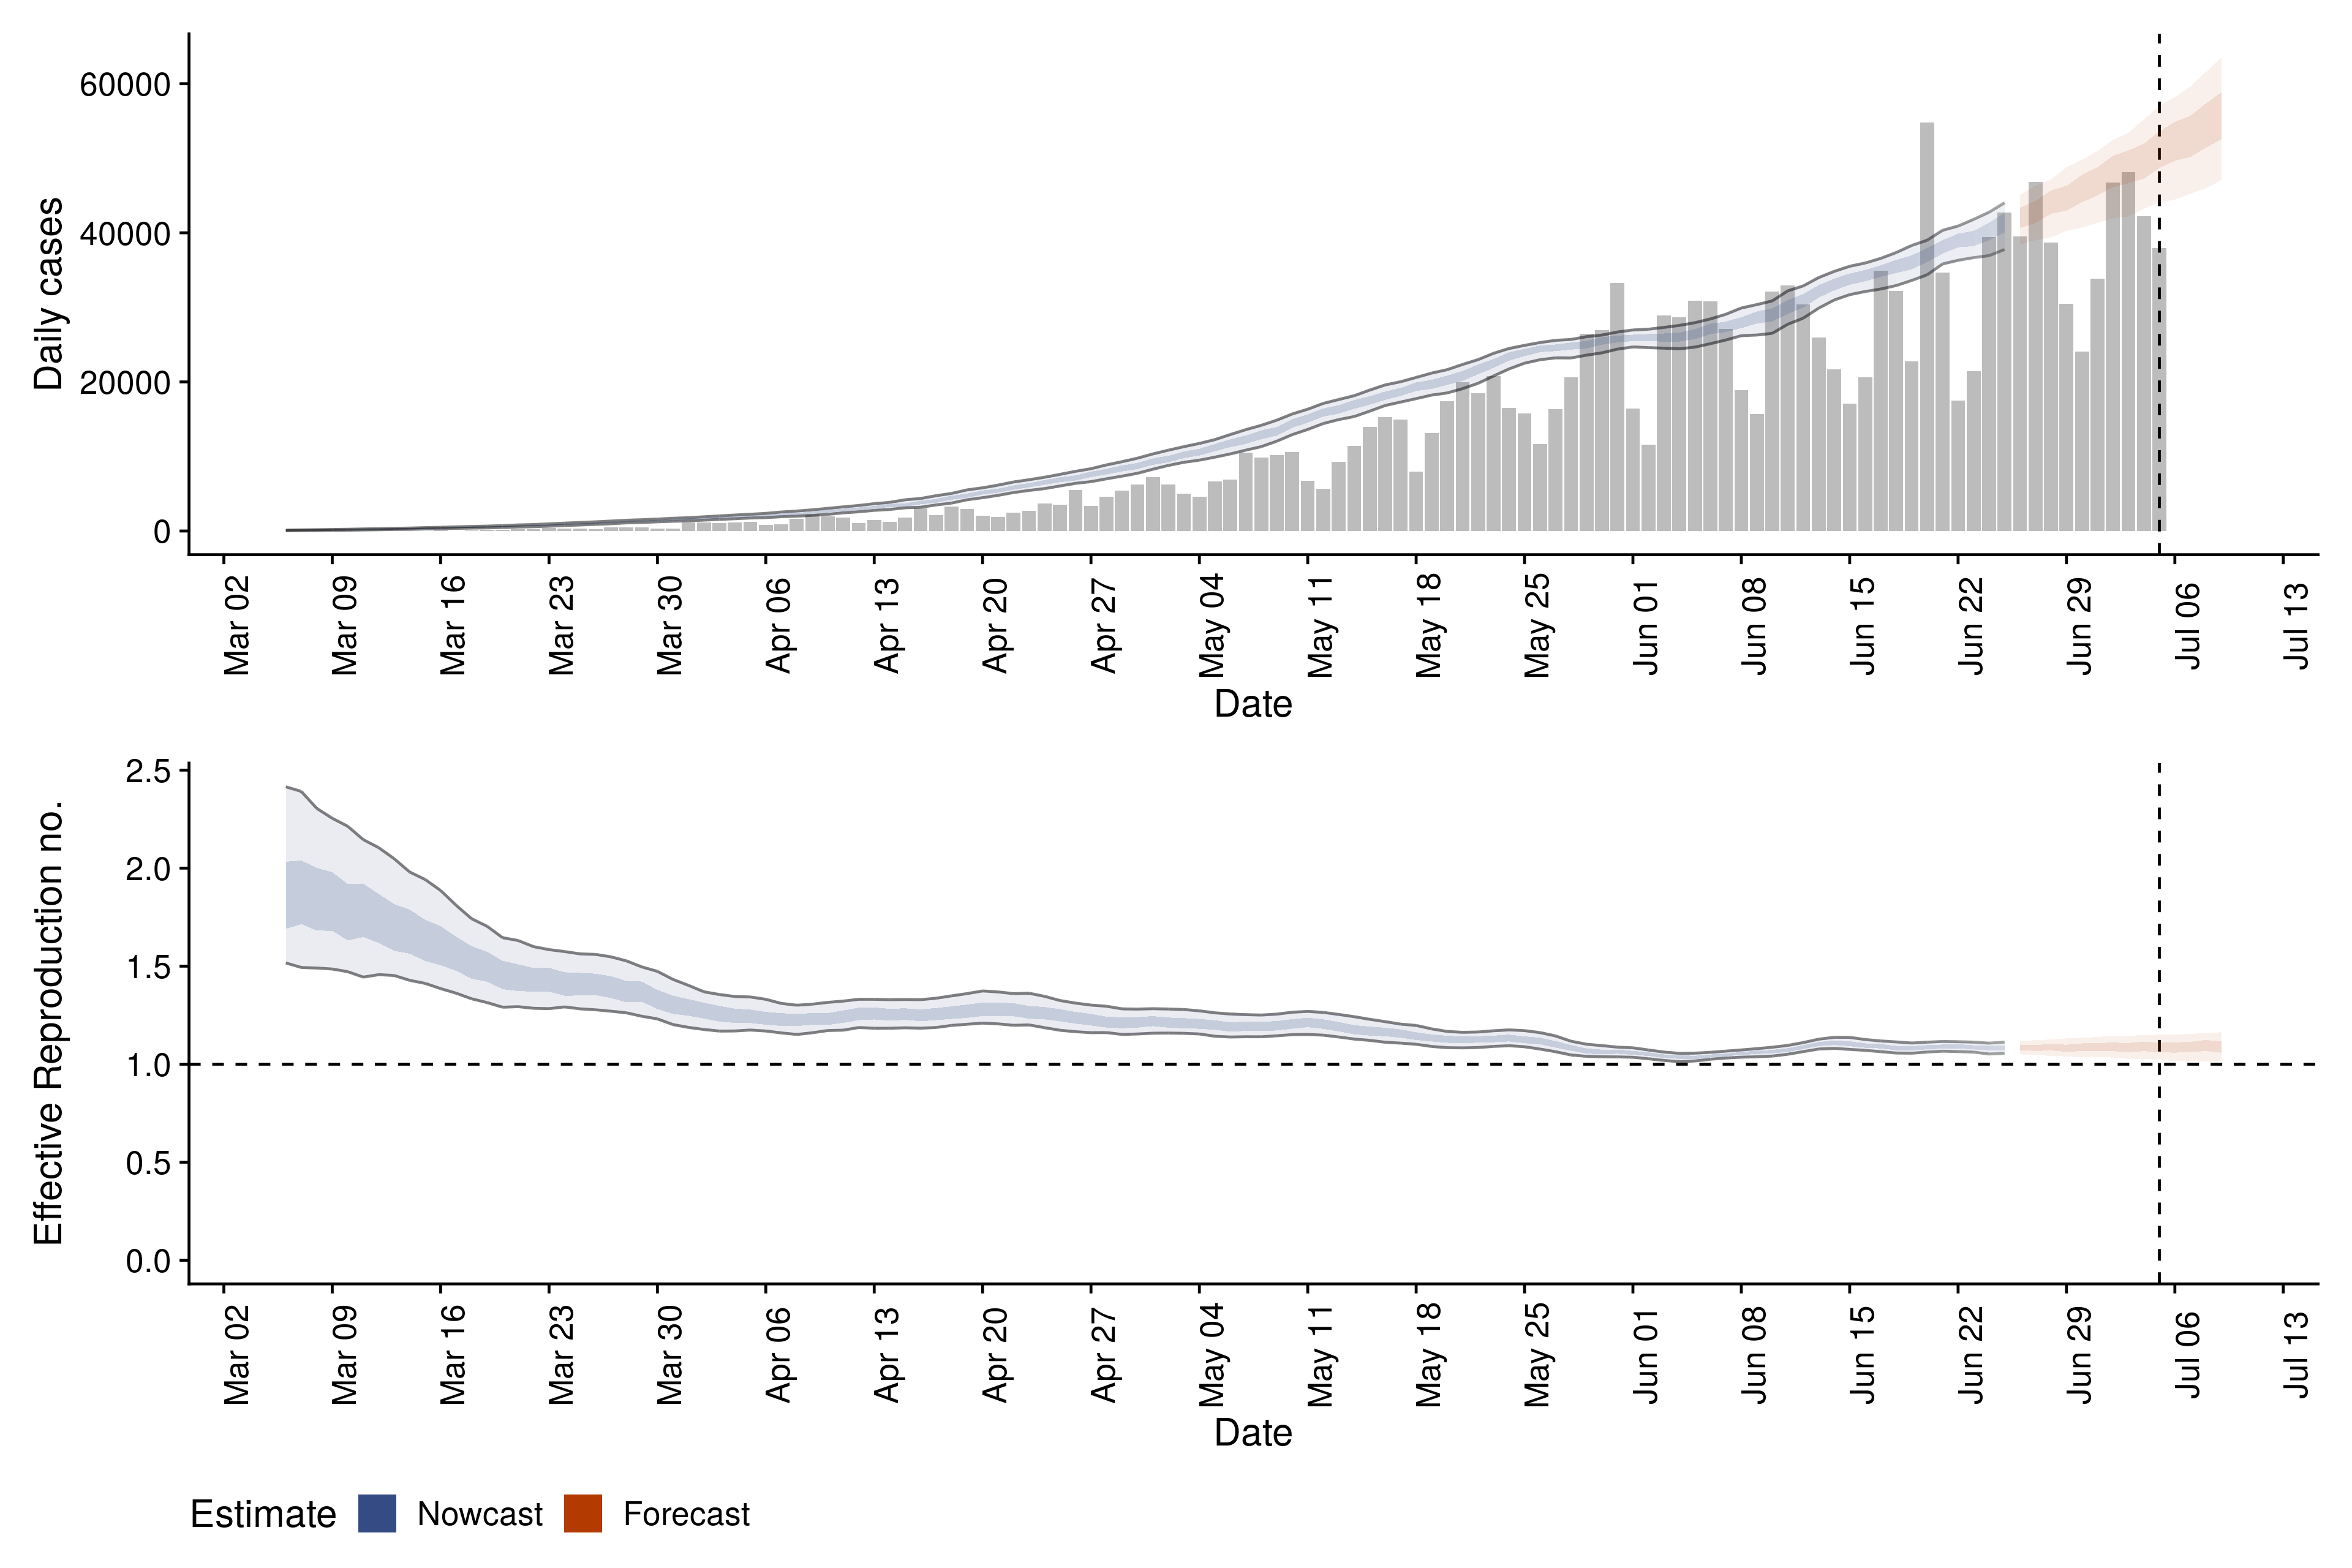 Daily cases
60000
40000
20000
0
Mar 02
Mar 09
Mar 16
Mar 23
Mar 30
Apr 06
Apr 13
Apr 20
Apr 27
May 04
May 11
May 18
May 25
Jun 01
Jun 08
Jun 15
Jun 22
Jun 29
Jul 06
Jul 13
Date
Effective Reproduction no.
2.5
2.0
1.5
1.0
0.5
0.0
Mar 02
Mar 09
Mar 16
Mar 23
Mar 30
Apr 06
Apr 13
Apr 20
Apr 27
May 04
May 11
May 18
May 25
Jun 01
Jun 08
Jun 15
Jun 22
Jun 29
Jul 06
Jul 13
Date
Estimate Nowcast Forecast